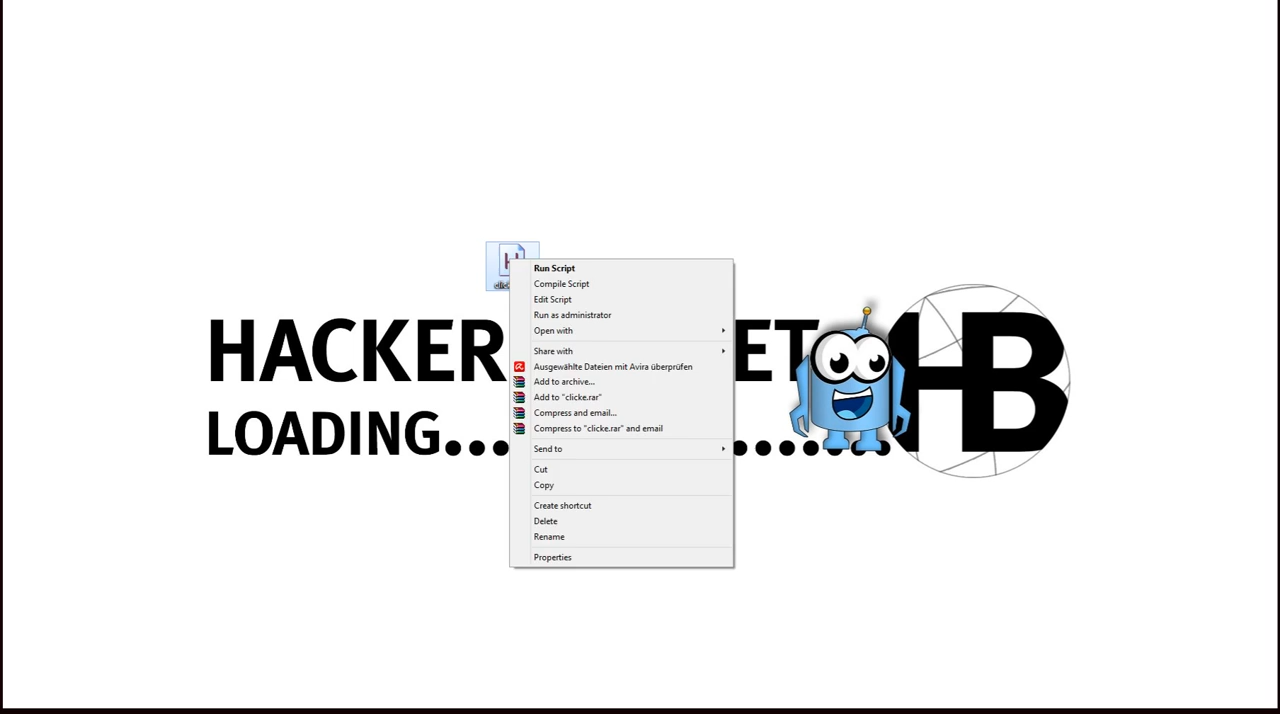 H
clic
Run Script
Compile Script
Edit Script
Run as administrator
Open with
Share with
Ausgewählte Dateien mit Avira überprüfen
Add to archive...
Add to "clicke.rar"
Compress and email...
Compress to "clicke.rar" and email
Send to
Cut
Copy
Create shortcut
Delete
Rename
Properties
HACKER ET
LOADING
HB